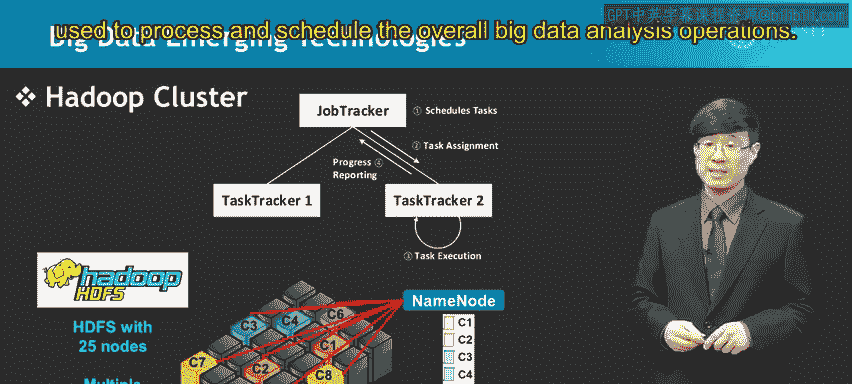 used to process and schedule the overall big data analysis operations.
Big Data Emerging Technologies
❖ Hadoop Cluster
JobTracker
① Schedules Tasks
② Task Assignment
Progress ④
Reporting
TaskTracker 1
TaskTracker 2
③ Task Execution
hadoop
HDFS
NameNode
HDFS with
25 nodes
Multiple
C3
C4
C6
C1
C7
C2
C8
C1
C2
C3
C4